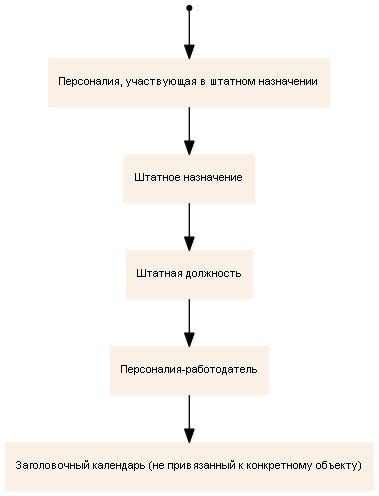 Персоналия, участвующая в штатном назначении
Штатное назначение
Штатная должность
Персоналия-работодатель
Заголовочный календарь (не привязанный к конкретному объекту)